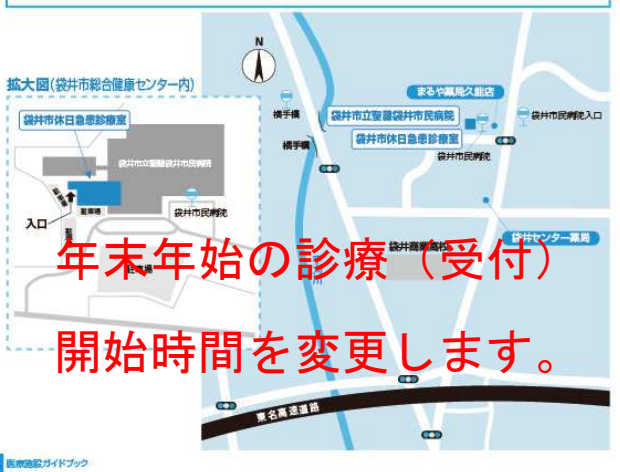 N
拡大図(袋井市総合健康センター内)
袋井市休日急患診療室
袋井市立聖隷袋井市民病院
駐車場
袋井市民病院
入口
駐車場
まるや薬局久能店
横手橋
袋井市立聖隷袋井市民病院
袋井市民病院入口
袋井市休日急患診療室
横手橋
袋井市民病院
袋井センター薬局
袋井商業高校
年末年始の診療(受付)
開始時間を変更します。
東名高速道路
医療施設ガイドブック